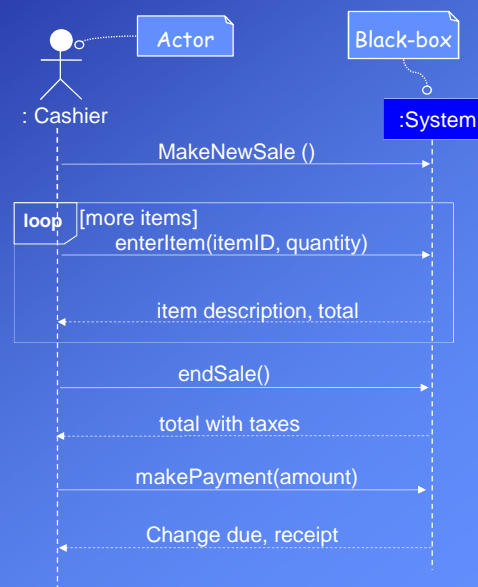 Actor
Black-box
: Cashier
:System
MakeNewSale ()
loop
[more items]
enterItem(itemID, quantity)
item description, total
endSale()
total with taxes
makePayment(amount)
Change due, receipt